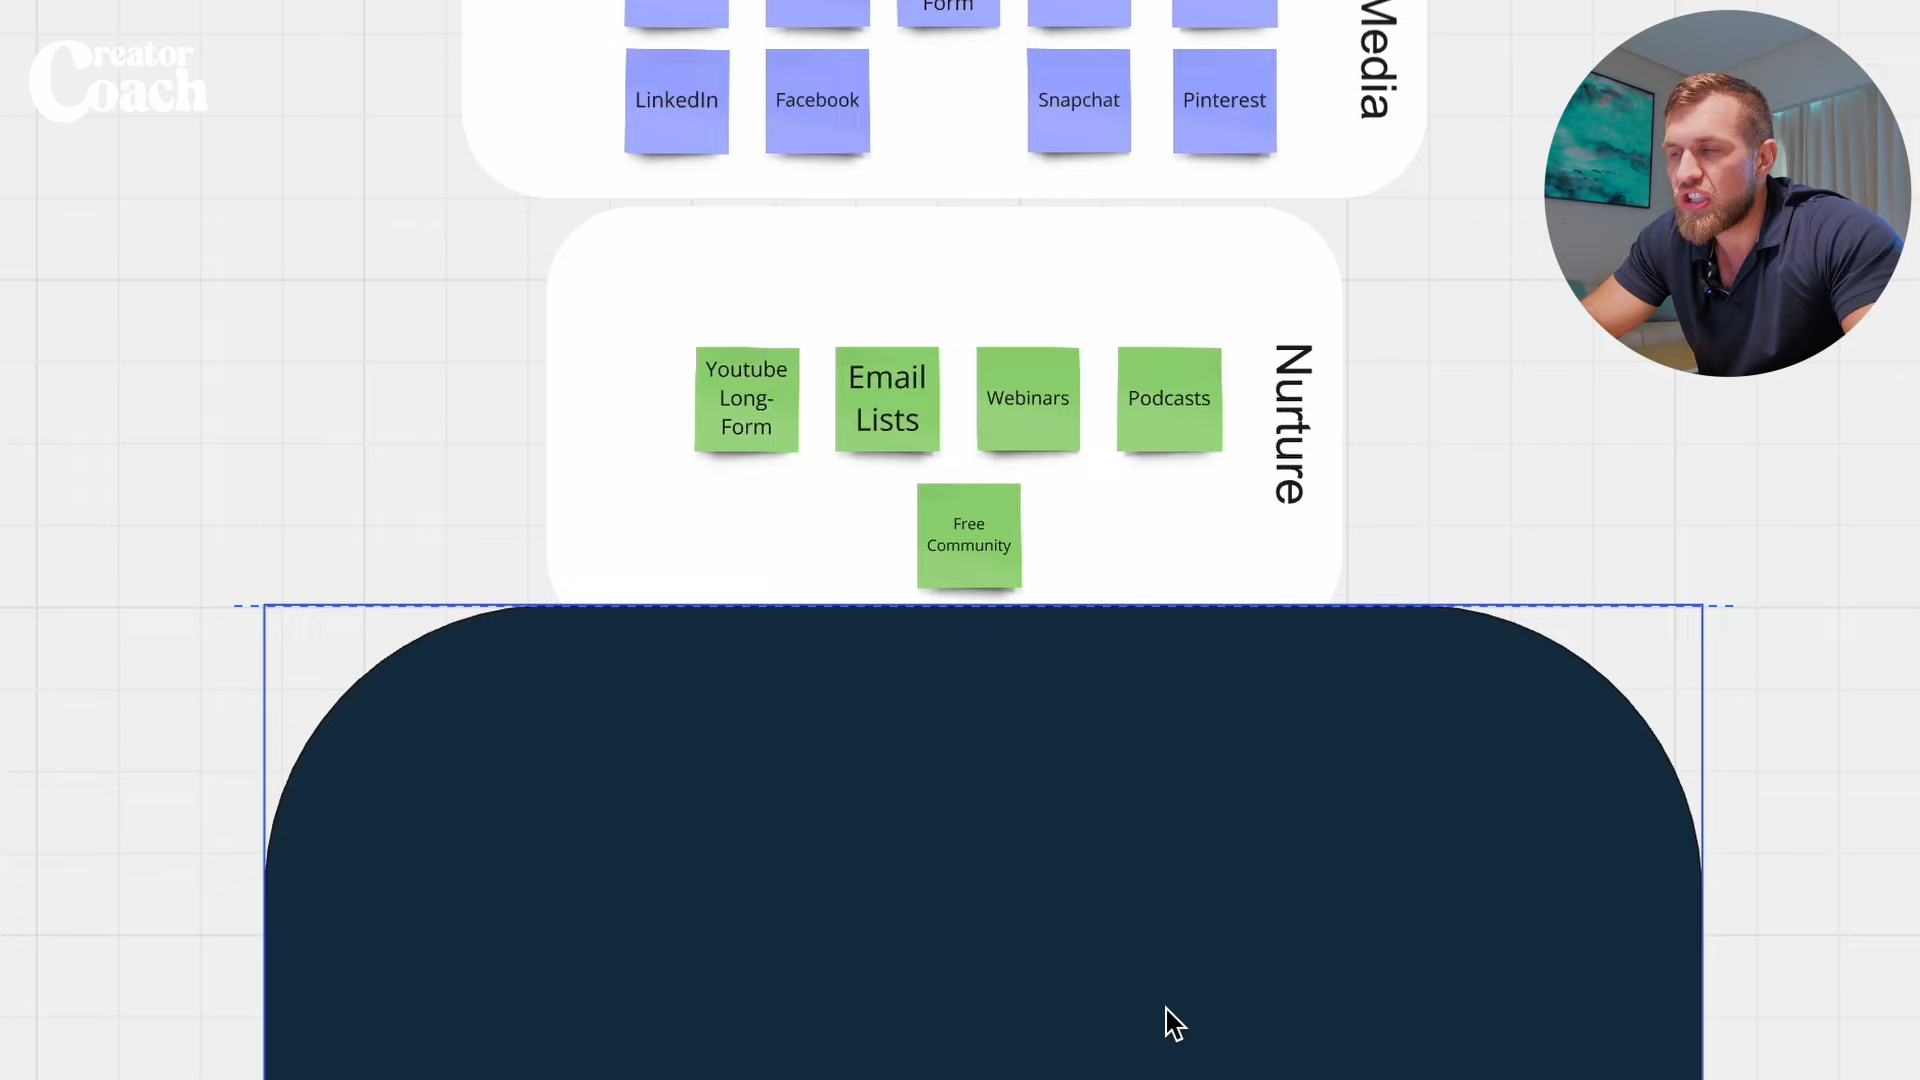 Creator
Coach
Form
Media
LinkedIn
Facebook
Snapchat
Pinterest
Youtube
Long-
Form
Email
Lists
Webinars
Podcasts
Nurture
Free
Community